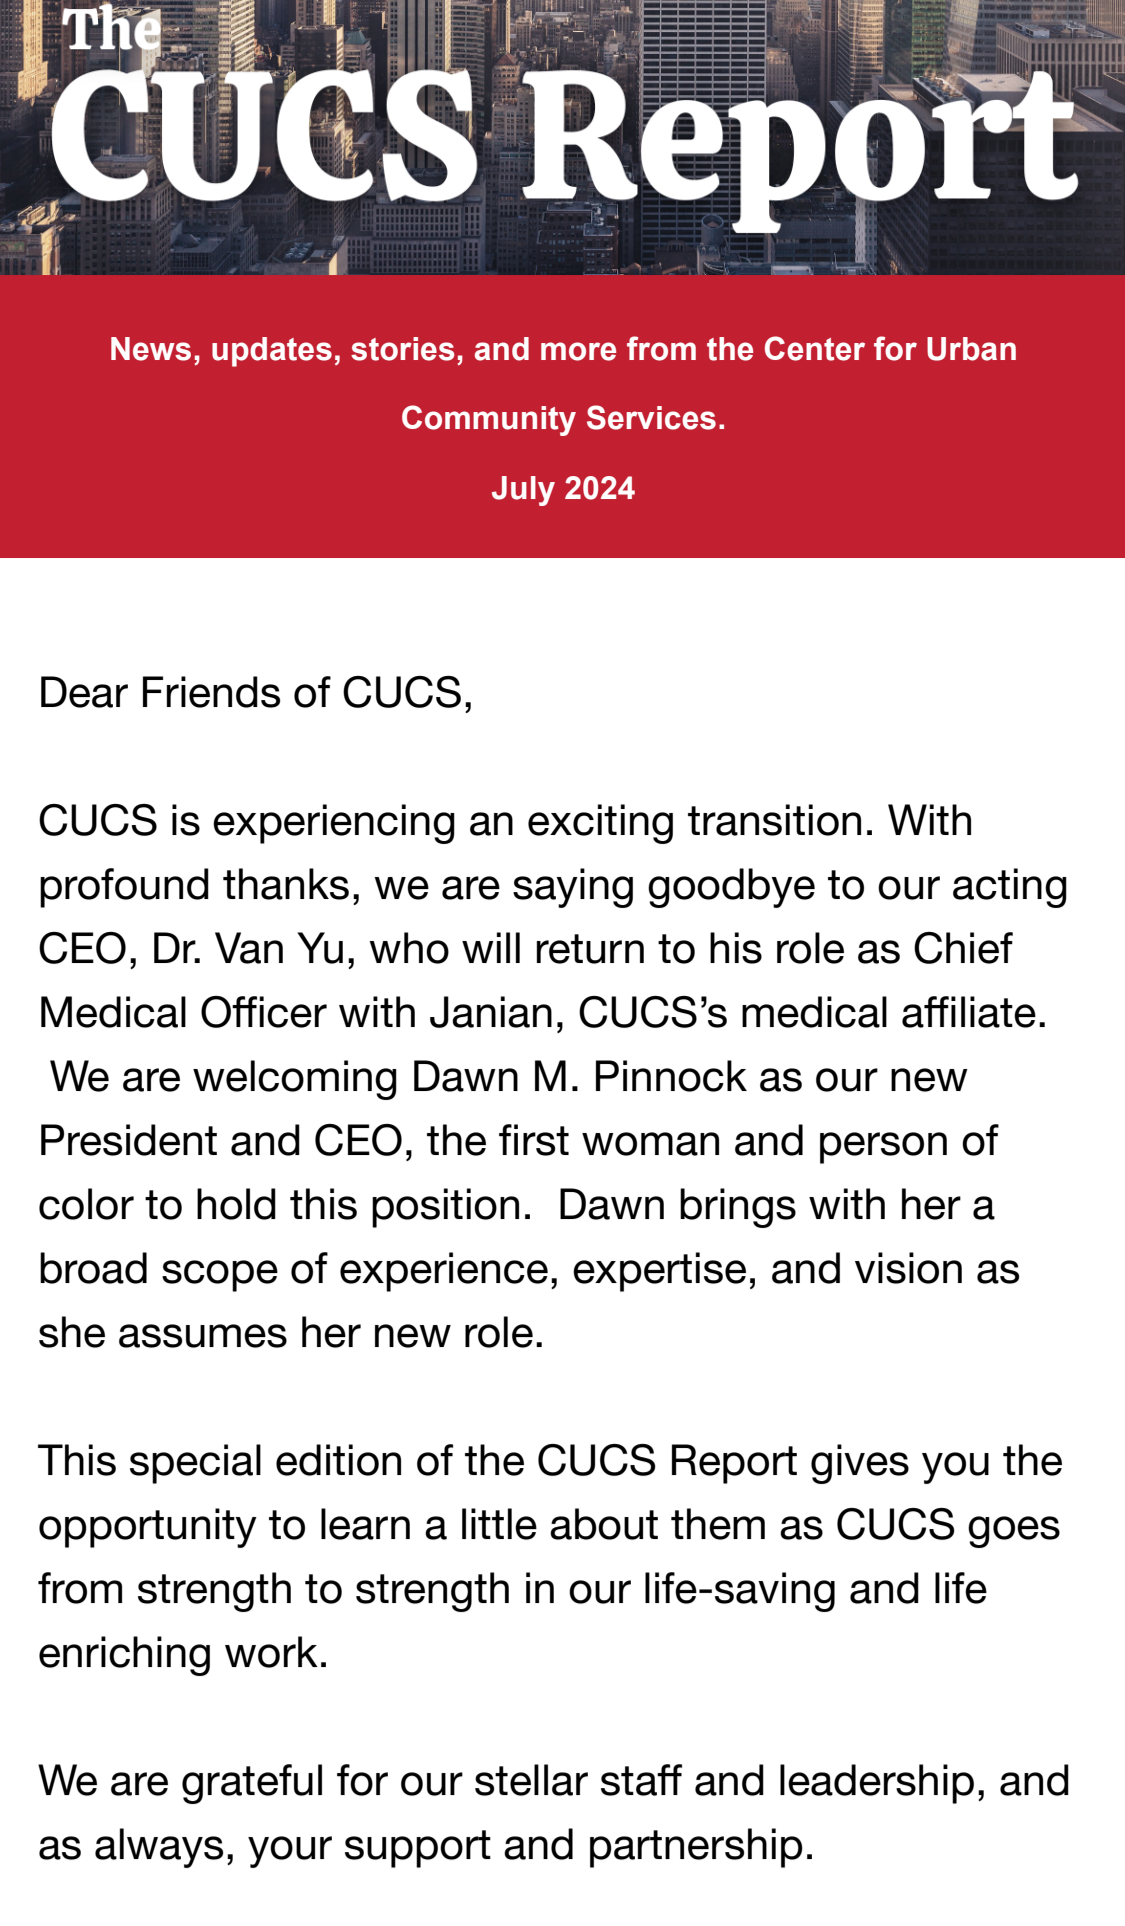 The
CUCS Report
News, updates, stories, and more from the Center for Urban
Community Services.
July 2024
Dear Friends of CUCS,
CUCS is experiencing an exciting transition. With
profound thanks, we are saying goodbye to our acting
CEO, Dr. Van Yu, who will return to his role as Chief
Medical Officer with Janian, CUCS’s medical affiliate.
We are welcoming Dawn M. Pinnock as our new
President and CEO, the first woman and person of
color to hold this position.  Dawn brings with her a
broad scope of experience, expertise, and vision as
she assumes her new role.
This special edition of the CUCS Report gives you the
opportunity to learn a little about them as CUCS goes
from strength to strength in our life-saving and life
enriching work.
We are grateful for our stellar staff and leadership, and
as always, your support and partnership.